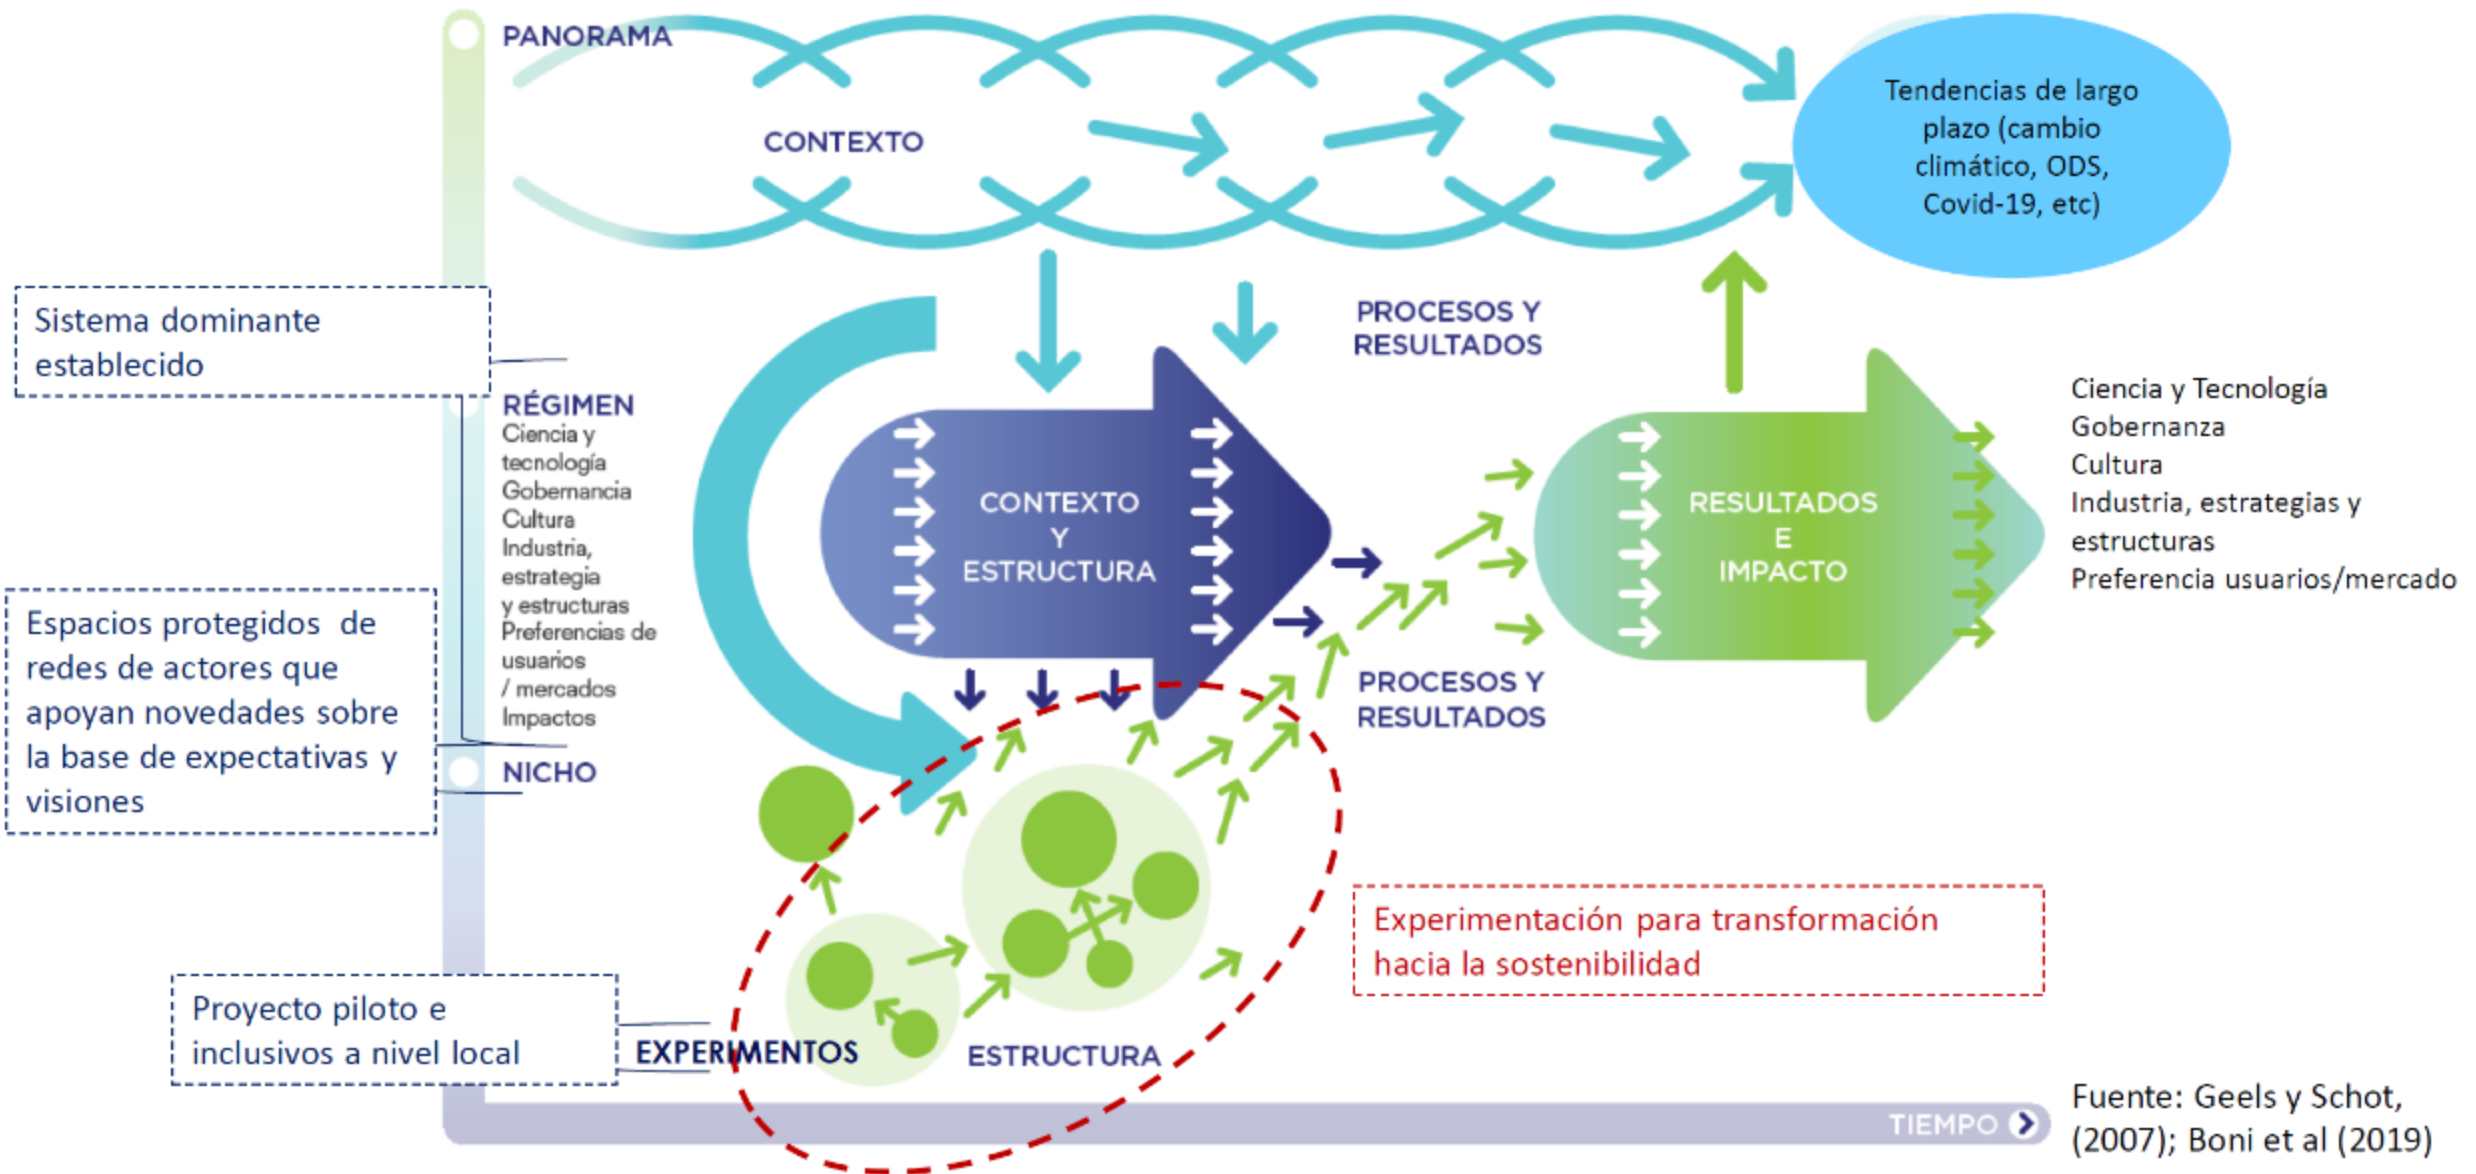 PANORAMA
CONTEXTO
Tendencias de largo
plazo (cambio
climático, ODS,
Covid-19, etc)
Sistema dominante
establecido
PROCESOS Y
RESULTADOS
RÉGIMEN
Ciencia y
tecnología
Gobernancia
Cultura
Industria,
estrategia
y estructuras
Preferencias de
usuarios
/ mercados
Impactos
CONTEXTO
Y
ESTRUCTURA
RESULTADOS
E
IMPACTO
Ciencia y Tecnología
Gobernanza
Cultura
Industria, estrategias y
estructuras
Preferencia usuarios/mercado
Espacios protegidos de
redes de actores que
apoyan novedades sobre
la base de expectativas y
visiones
PROCESOS Y
RESULTADOS
NICHO
Experimentación para transformación
hacia la sostenibilidad
Proyecto piloto e
inclusivos a nivel local
EXPERIMENTOS
ESTRUCTURA
TIEMPO
Fuente: Geels y Schot,
(2007); Boni et al (2019)